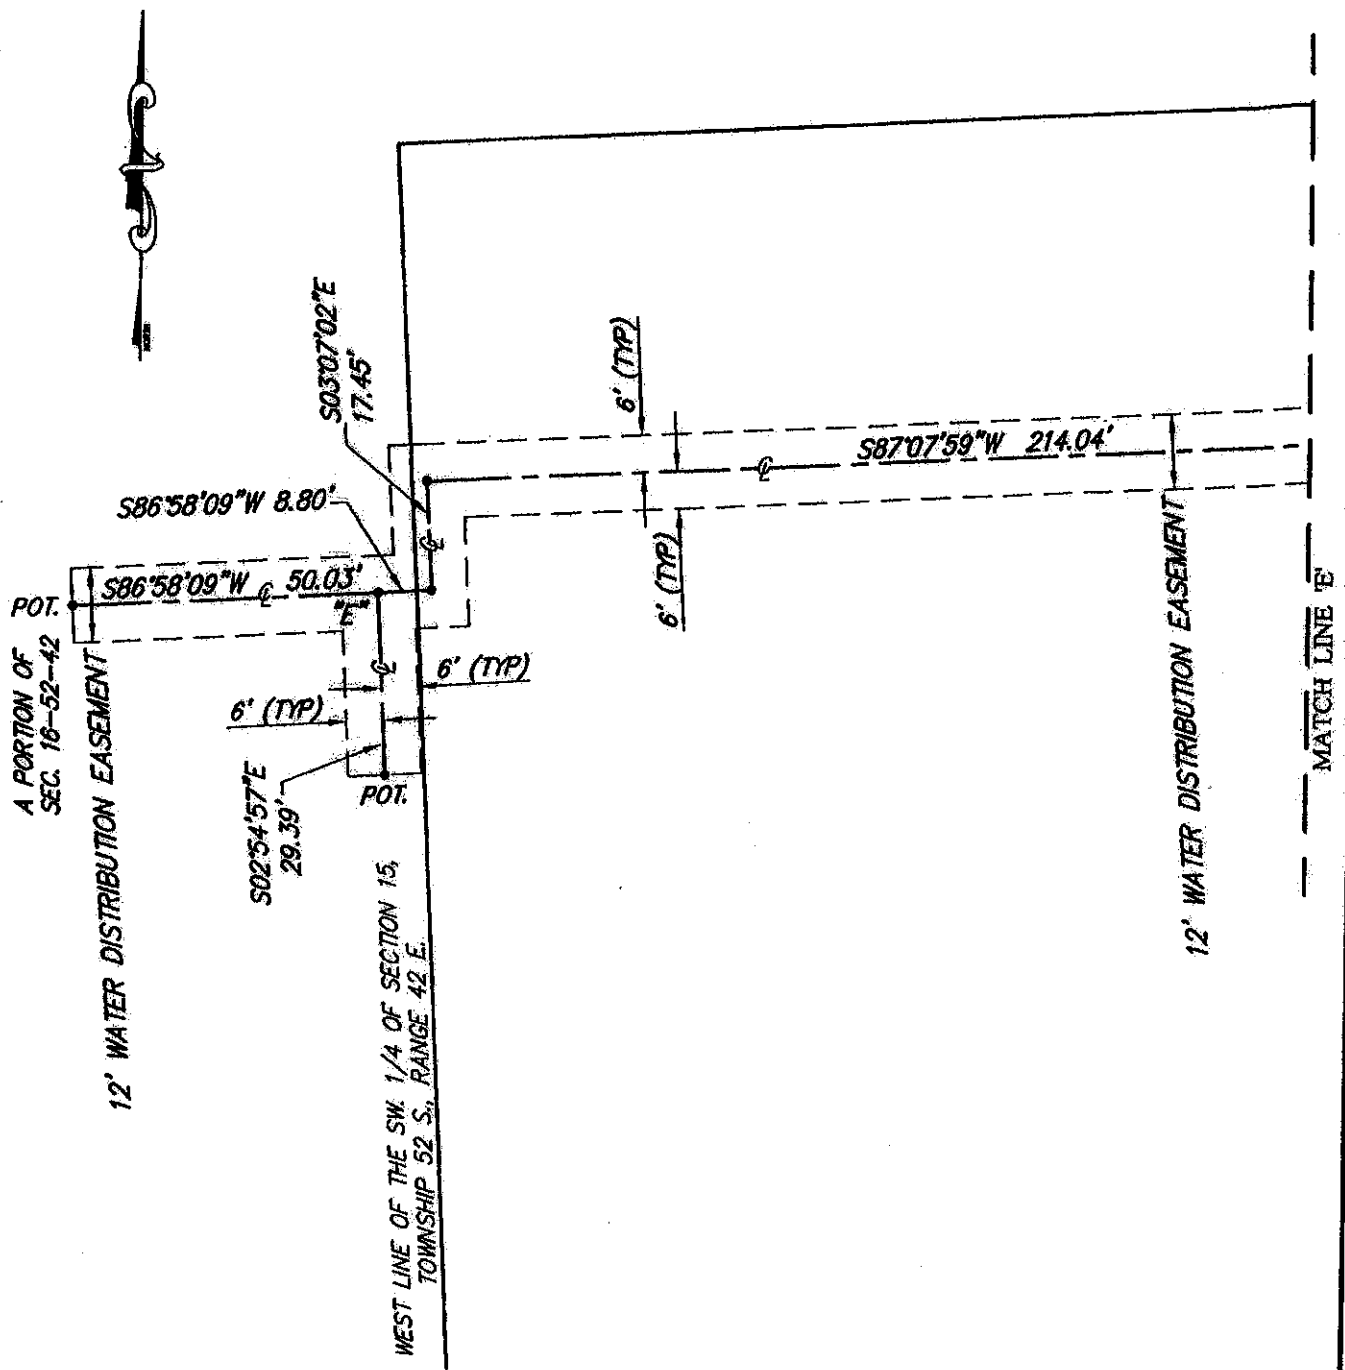 S03°07'02"E
17.45'
6' (TYP)
S87°07'59"W 214.04'
S86°58'09"W 8.80'
S86°58'09"W 50.03'
"E"
POT.
6' (TYP)
A PORTION OF
SEC. 16-52-42
12' WATER DISTRIBUTION EASEMENT
6' (TYP)
6' (TYP)
S02°54'57"E
29.39'
POT.
WEST LINE OF THE SW. 1/4 OF SECTION 15,
TOWNSHIP 52 S., RANGE 42 E.
12' WATER DISTRIBUTION EASEMENT
MATCH LINE 'E'